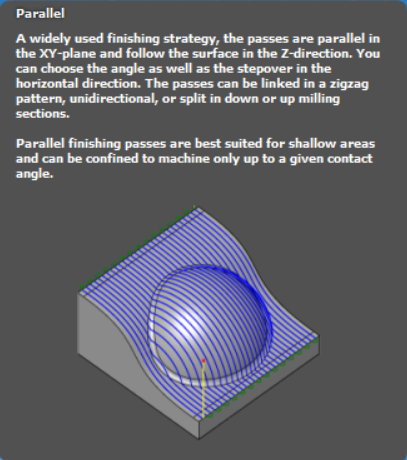 Parallel
A widely used finishing strategy, the passes are parallel in
the XY-plane and follow the surface in the Z-direction. You
can choose the angle as well as the stepover in the
horizontal direction. The passes can be linked in a zigzag
pattern, unidirectional, or split in down or up milling
sections.
Parallel finishing passes are best suited for shallow areas
and can be confined to machine only up to a given contact
angle.